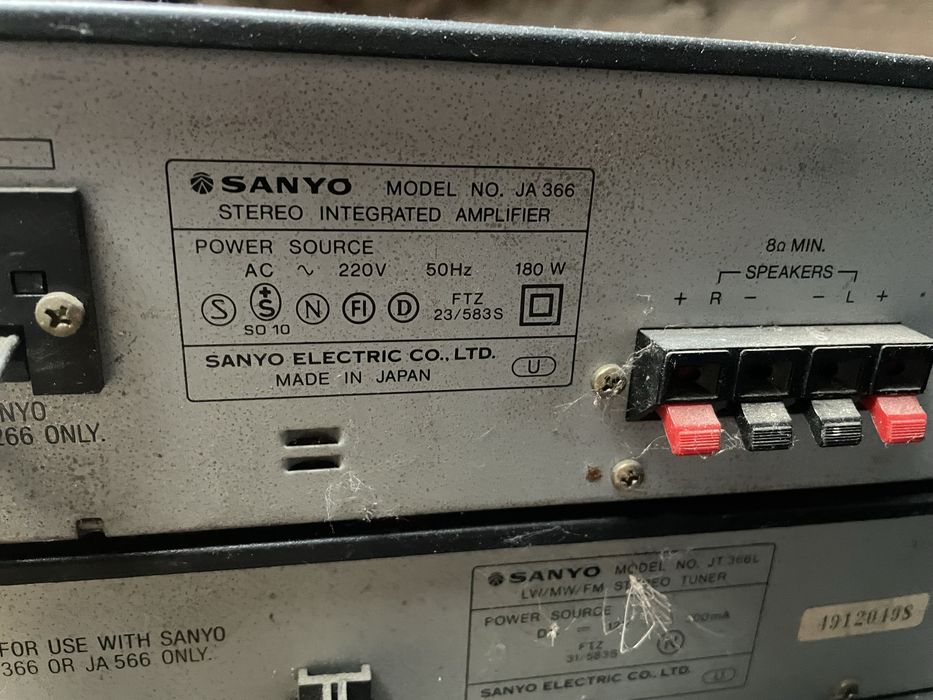 SANYO MODEL NO. JA 366
STEREO INTEGRATED AMPLIFIER
POWER SOURCE
AC ~ 220V 50Hz 180 W
S +S N FI D FTZ
SO 10 23/583S
SANYO ELECTRIC CO., LTD.
MADE IN JAPAN U
8Ω MIN.
SPEAKERS
+ R - - L +
NYO
266 ONLY.
FOR USE WITH SANYO
366 OR JA 566 ONLY.
SANYO MODEL NO. JT 366L
LW/MW/FM STEREO TUNER
POWER SOURCE
FTZ
31/583S
SANYO ELECTRIC CO., LTD. U
4912049S